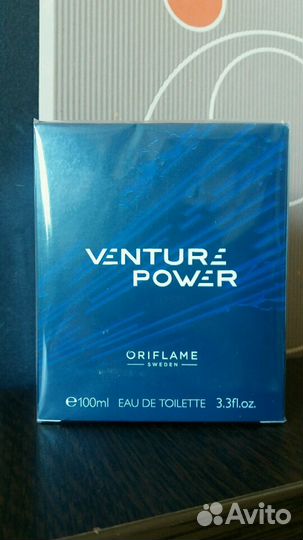 VENTURE
POWER
ORIFLAME
SWEDEN
℮100ml EAU DE TOILETTE 3.3fl.oz.
Avito